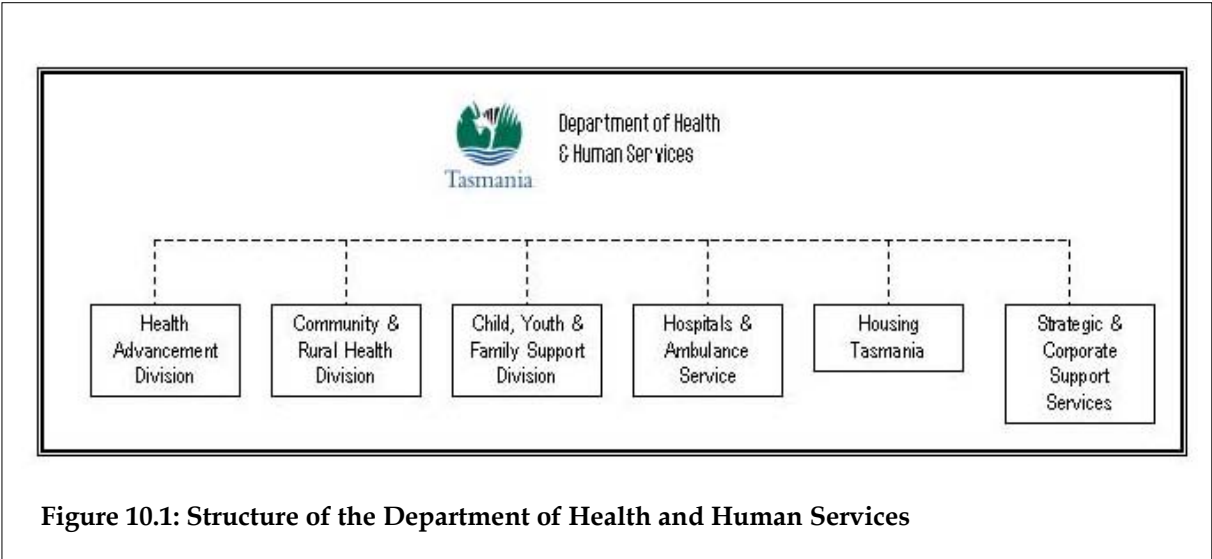 Department of Health
& Human Services
Tasmania
Health
Advancement
Division
Community &
Rural Health
Division
Child, Youth &
Family Support
Division
Hospitals &
Ambulance
Service
Housing
Tasmania
Strategic &
Corporate
Support
Services
Figure 10.1: Structure of the Department of Health and Human Services